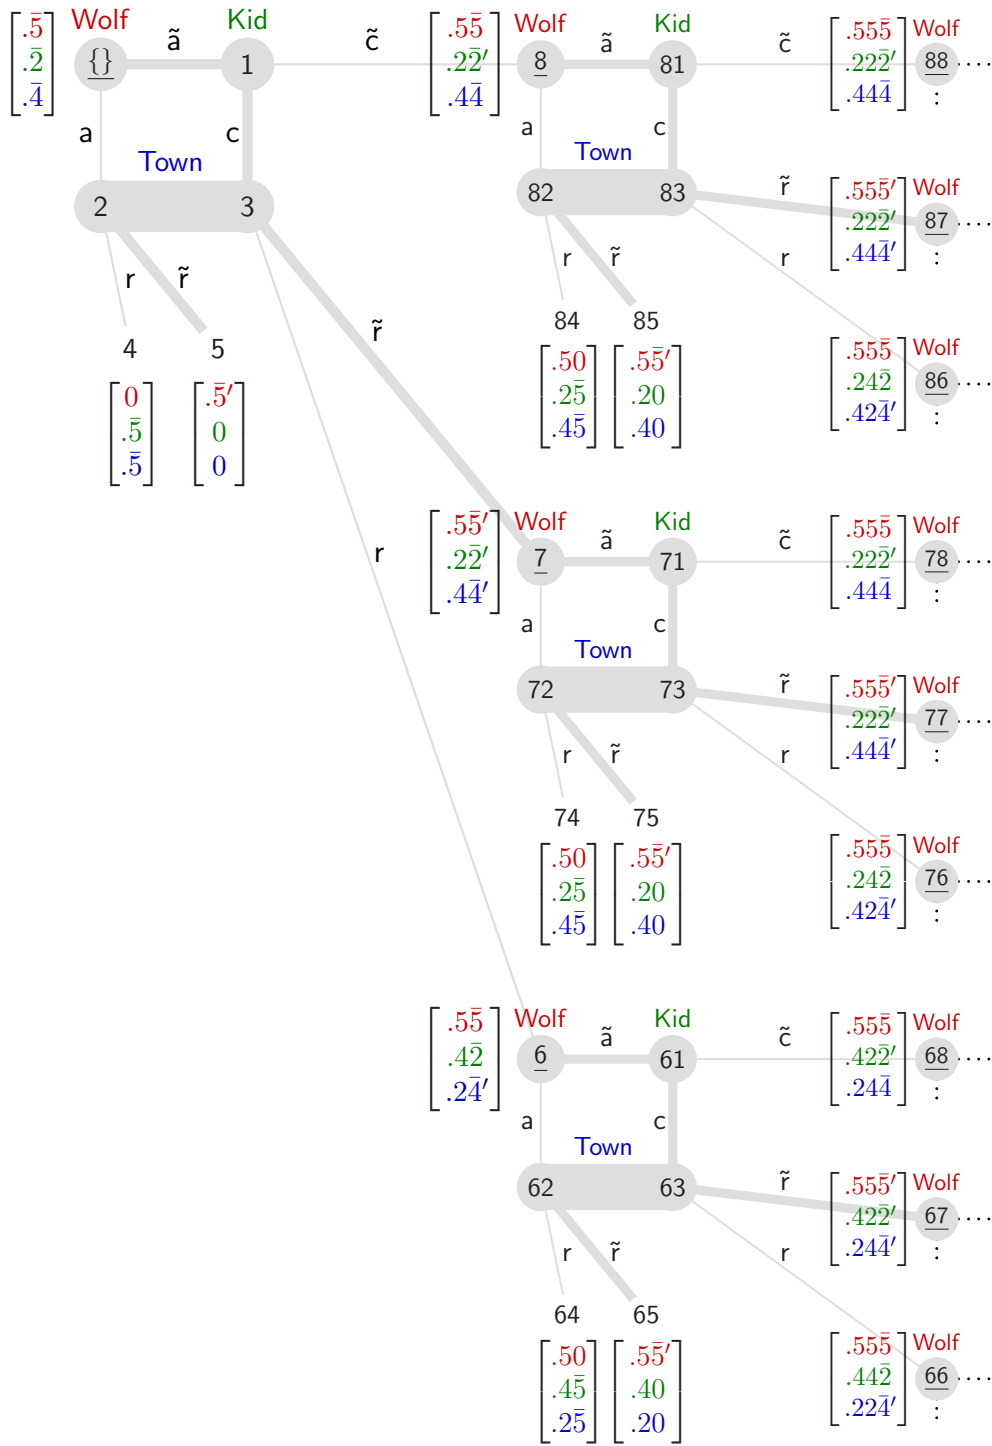 Wolf ã Kid c̃ Wolf ã Kid c̃ Wolf
[.5̄ .2̄ .4̄] {} 1 [.55̄ .22̄′ .44̄] 8 81 [.555̄ .222̄′ .444̄] 88 ....
:
a c a c
Town Town
2 3 82 83 r̃ [.555̄′ .222̄′ .444̄′] Wolf 87 ....
:
r r̃ r r̃ r
4 5 84 85
[0 .5̄ .5̄] [.5̄′ 0 0] [.50 .25̄ .45̄] [.55̄′ .20 .40]
[.555̄ .242̄ .424̄′] Wolf 86 ....
:
r̃
r
Wolf ã Kid c̃ Wolf
[.55̄′ .22̄′ .44̄′] 7 71 [.555̄ .222̄′ .444̄] 78 ....
:
a c
Town
72 73 r̃ [.555̄′ .222̄′ .444̄′] Wolf 77 ....
:
r r̃ r
74 75
[.50 .25̄ .45̄] [.55̄′ .20 .40]
[.555̄ .242̄ .424̄′] Wolf 76 ....
:
Wolf ã Kid c̃ Wolf
[.55̄ .42̄ .24̄′] 6 61 [.555̄ .422̄′ .244̄] 68 ....
:
a c
Town
62 63 r̃ [.555̄′ .422̄′ .244̄′] Wolf 67 ....
:
r r̃ r
64 65
[.50 .45̄ .25̄] [.55̄′ .40 .20]
[.555̄ .442̄ .224̄′] Wolf 66 ....
: